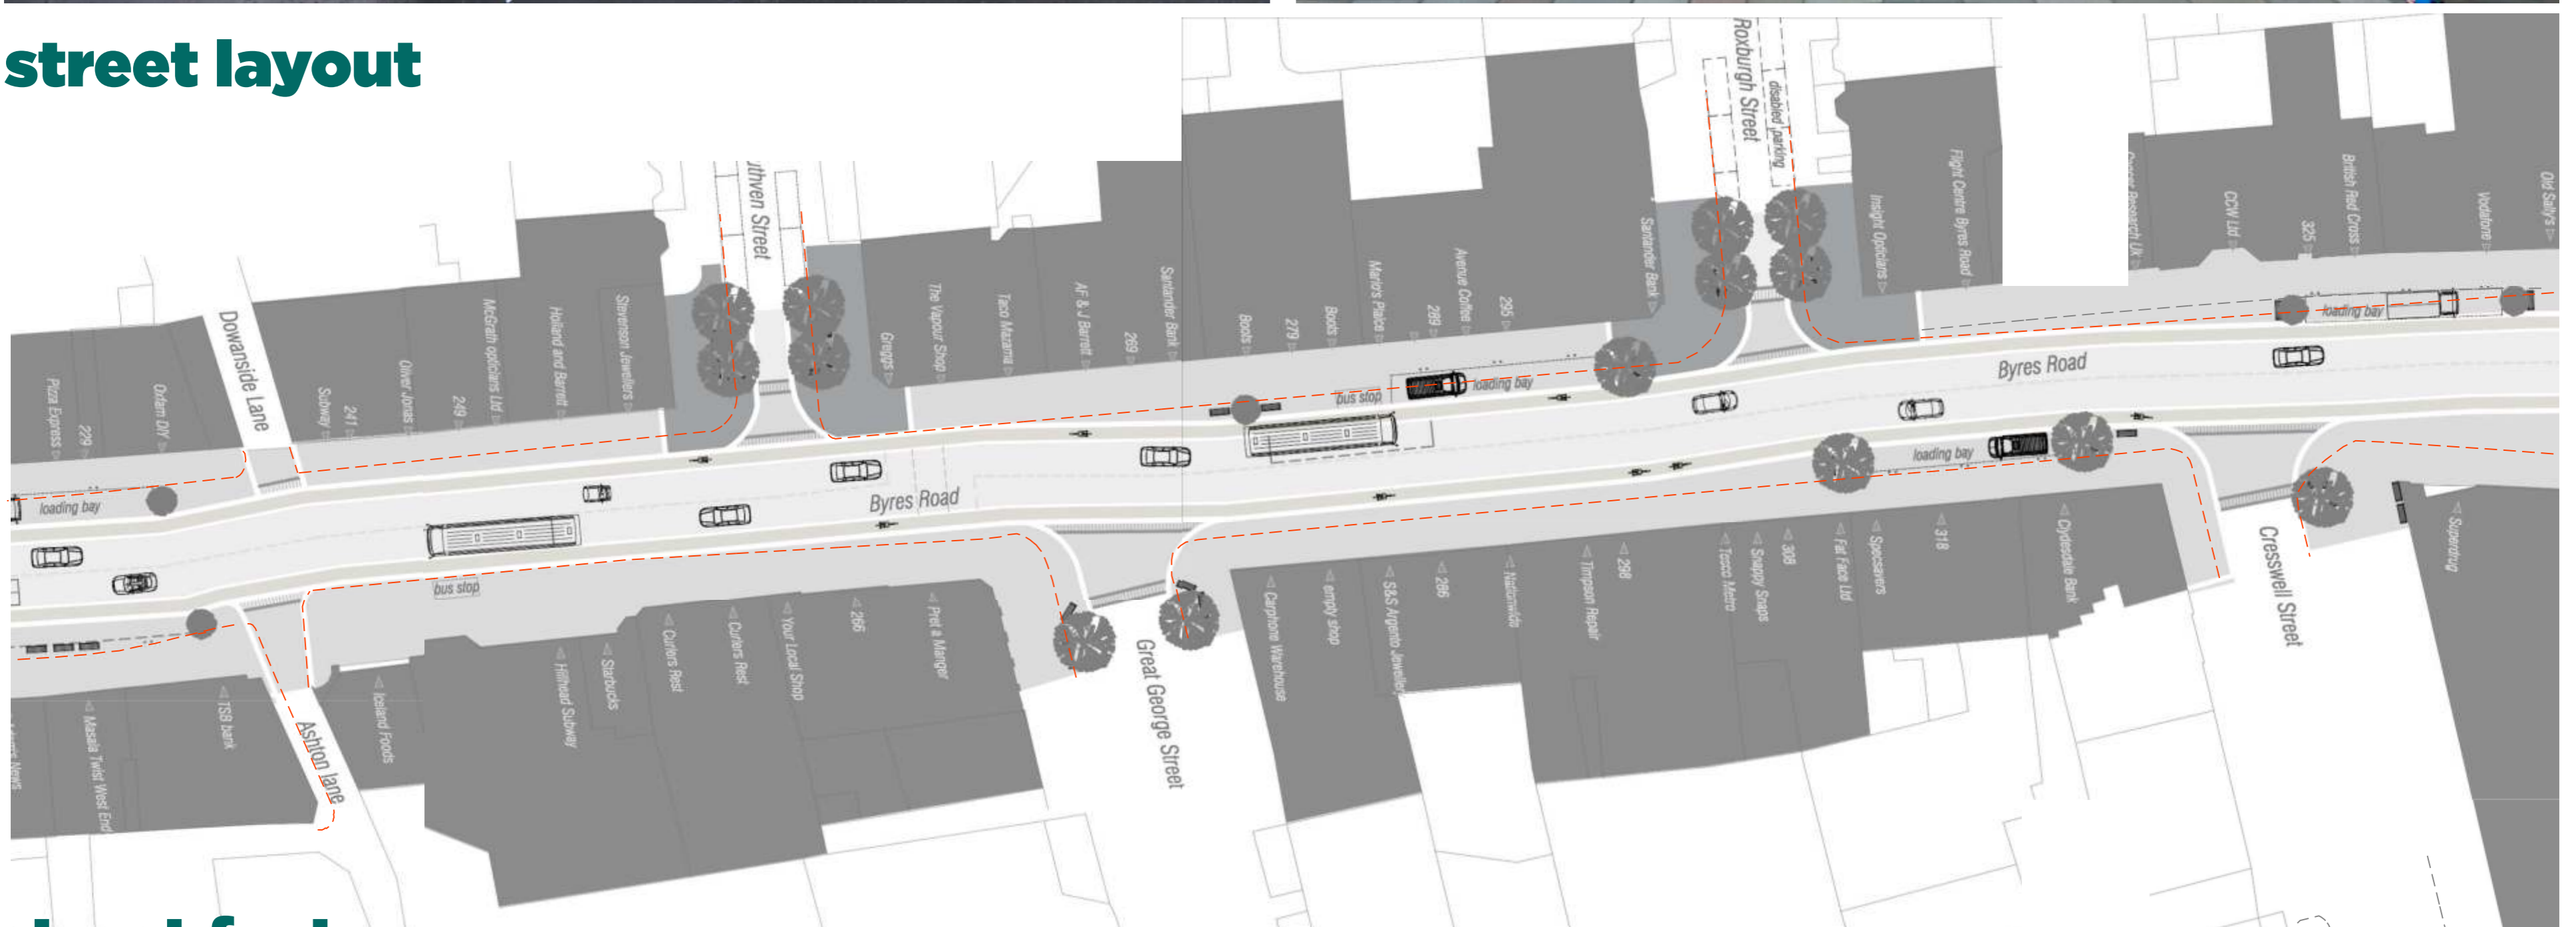 street layout
Roxburgh Street
disabled parking
Street
Dowanside Lane
Pizza Express
229
Oxfam DIY
Subway
241
Oliver Jonas
249
McGrath opticians Ltd
Holland and Barrett
Stevenson Jewellers
Greggs
The Vapour Shop
Taco Mazama
AF & J Barrett
269
Santander Bank
Boots
279
Boots
Mario's Plaice
289
Avenue Coffee
295
Santander Bank
Insight Opticians
Flight Centre Byres Road
Research UK
CCW Ltd
325
British Red Cross
Vodafone
Old Sally's
loading bay
bus stop
loading bay
loading bay
Byres Road
Byres Road
bus stop
loading bay
Masala Twist West End
TSB bank
Ashton lane
Iceland Foods
Hillhead Subway
Starbucks
Curlers Rest
Curlers Rest
Your Local Shop
266
Pret a Manger
Great George Street
Carphone Warehouse
empty shop
S&S Argento Jewellery
286
Nationwide
Timpson Repair
298
Tesco Metro
Snappy Snaps
308
Fat Face Ltd
Specsavers
318
Clydesdale Bank
Cresswell Street
Superdrug